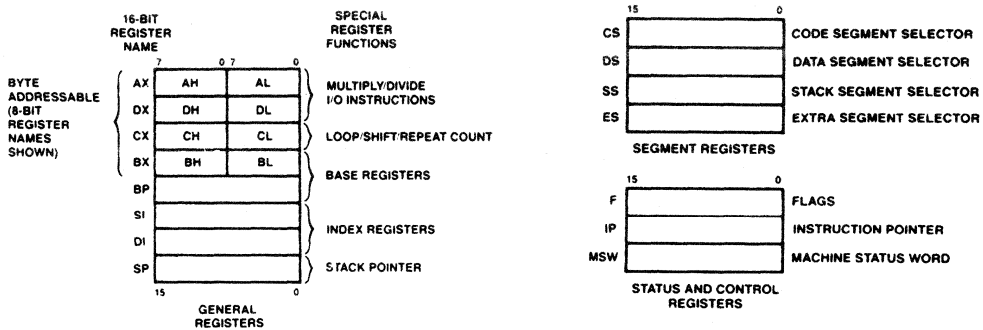 16-BIT
REGISTER
NAME
SPECIAL
REGISTER
FUNCTIONS
7 0 7 0
BYTE
ADDRESSABLE
(8-BIT
REGISTER
NAMES
SHOWN)
AX AH AL
DX DH DL
CX CH CL
BX BH BL
BP
SI
DI
SP
15 0
MULTIPLY/DIVIDE
I/O INSTRUCTIONS
LOOP/SHIFT/REPEAT COUNT
BASE REGISTERS
INDEX REGISTERS
STACK POINTER
GENERAL
REGISTERS
15 0
CS CODE SEGMENT SELECTOR
DS DATA SEGMENT SELECTOR
SS STACK SEGMENT SELECTOR
ES EXTRA SEGMENT SELECTOR
SEGMENT REGISTERS
15 0
F FLAGS
IP INSTRUCTION POINTER
MSW MACHINE STATUS WORD
STATUS AND CONTROL
REGISTERS